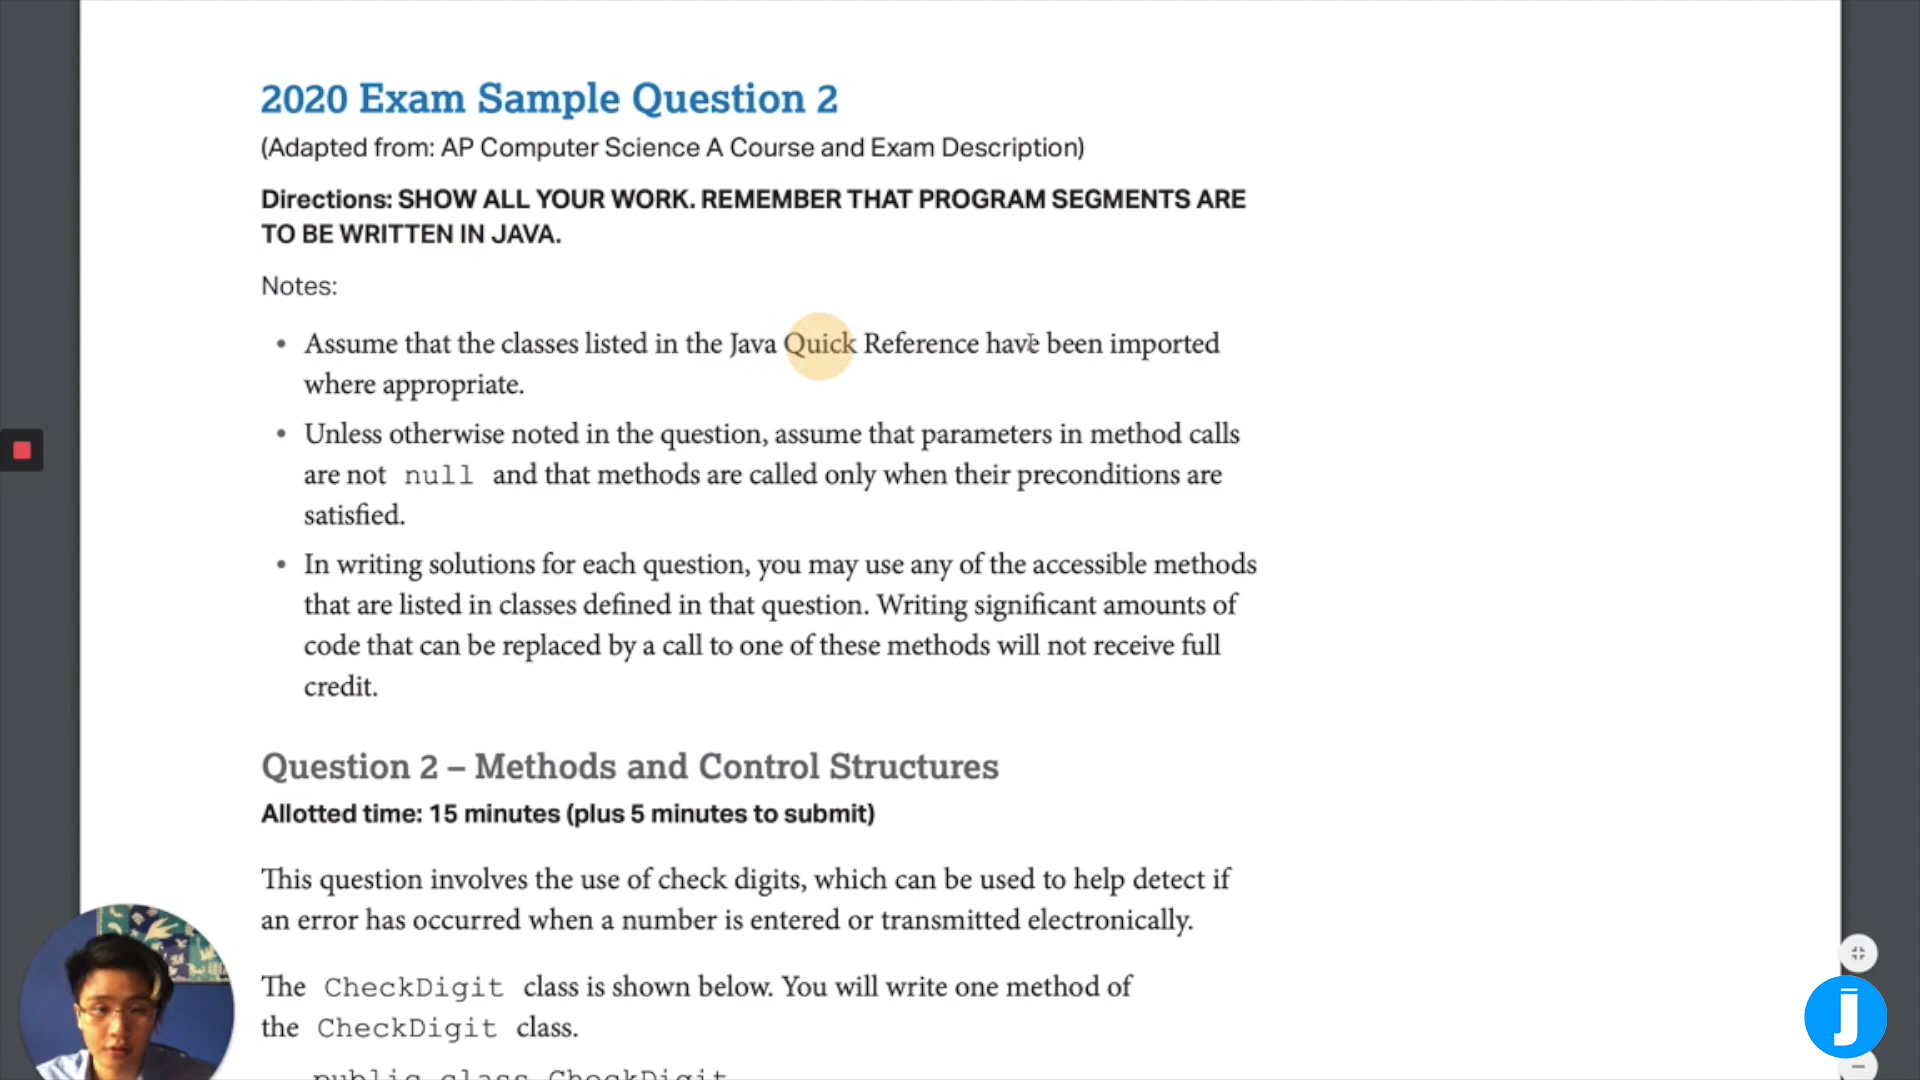 2020 Exam Sample Question 2
(Adapted from: AP Computer Science A Course and Exam Description)
Directions: SHOW ALL YOUR WORK. REMEMBER THAT PROGRAM SEGMENTS ARE
TO BE WRITTEN IN JAVA.
Notes:
• Assume that the classes listed in the Java Quick Reference have been imported
where appropriate.
• Unless otherwise noted in the question, assume that parameters in method calls
are not null and that methods are called only when their preconditions are
satisfied.
• In writing solutions for each question, you may use any of the accessible methods
that are listed in classes defined in that question. Writing significant amounts of
code that can be replaced by a call to one of these methods will not receive full
credit.
Question 2 – Methods and Control Structures
Allotted time: 15 minutes (plus 5 minutes to submit)
This question involves the use of check digits, which can be used to help detect if
an error has occurred when a number is entered or transmitted electronically.
The CheckDigit class is shown below. You will write one method of
the CheckDigit class.
public class CheckDigit
J